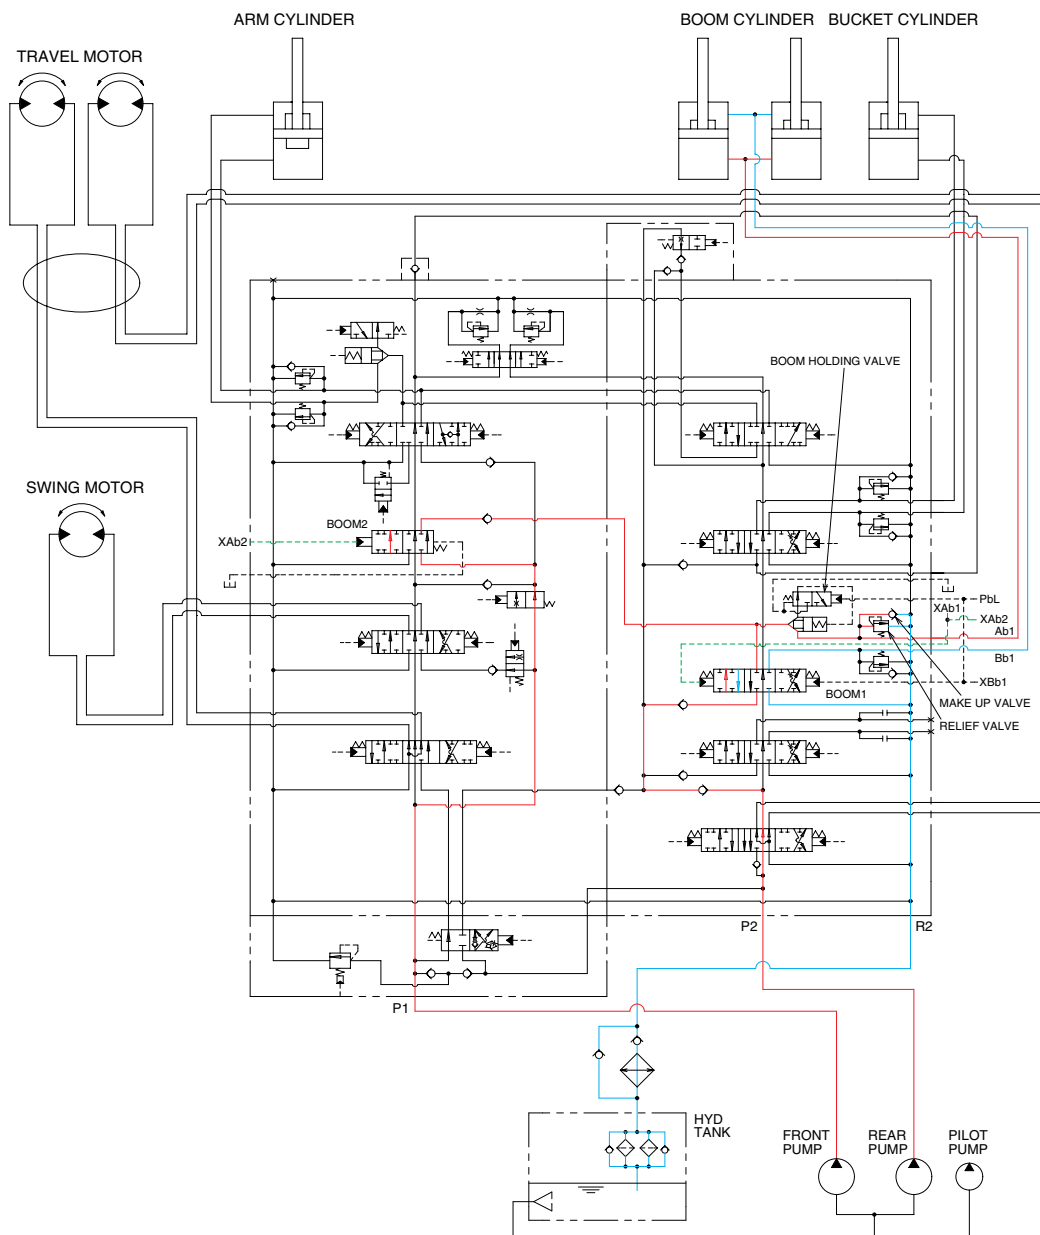 ARM CYLINDER
BOOM CYLINDER
BUCKET CYLINDER
TRAVEL MOTOR
BOOM HOLDING VALVE
SWING MOTOR
BOOM2
XAb2
PbL
XAb1
XAb2
Ab1
Bb1
XBb1
BOOM1
MAKE UP VALVE
RELIEF VALVE
P2
R2
P1
HYD
TANK
FRONT
PUMP
REAR
PUMP
PILOT
PUMP